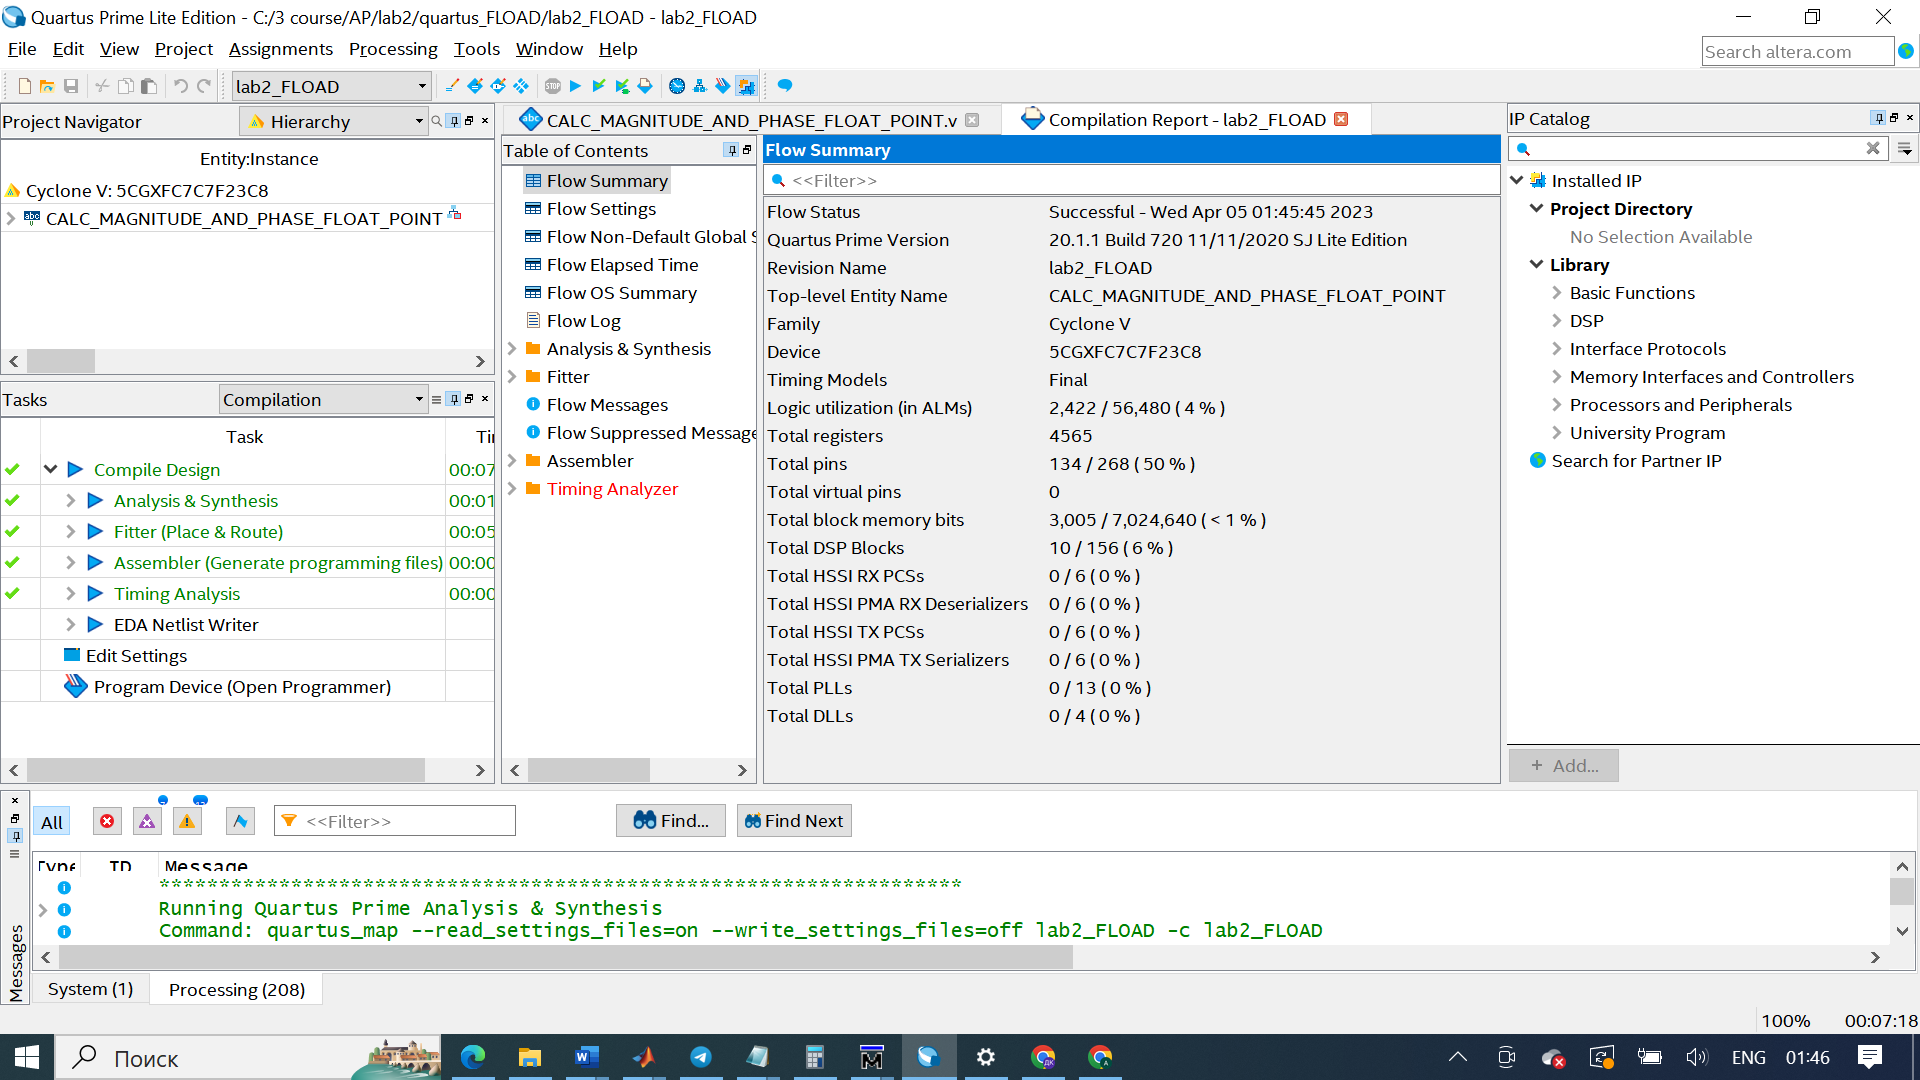 Quartus Prime Lite Edition - C:/3 course/AP/lab2/quartus_FLOAD/lab2_FLOAD - lab2_FLOAD
File Edit View Project Assignments Processing Tools Window Help
Search altera.com
lab2_FLOAD
Project Navigator
Hierarchy
Entity:Instance
Cyclone V: 5CGXFC7C7F23C8
CALC_MAGNITUDE_AND_PHASE_FLOAT_POINT
Tasks
Compilation
Task
Compile Design 00:07
Analysis & Synthesis 00:01
Fitter (Place & Route) 00:05
Assembler (Generate programming files) 00:00
Timing Analysis 00:00
EDA Netlist Writer
Edit Settings
Program Device (Open Programmer)
CALC_MAGNITUDE_AND_PHASE_FLOAT_POINT.v
Compilation Report - lab2_FLOAD
Table of Contents
Flow Summary
Flow Settings
Flow Non-Default Global S
Flow Elapsed Time
Flow OS Summary
Flow Log
Analysis & Synthesis
Fitter
Flow Messages
Flow Suppressed Message
Assembler
Timing Analyzer
Flow Summary
<<Filter>>
Flow Status Successful - Wed Apr 05 01:45:45 2023
Quartus Prime Version 20.1.1 Build 720 11/11/2020 SJ Lite Edition
Revision Name lab2_FLOAD
Top-level Entity Name CALC_MAGNITUDE_AND_PHASE_FLOAT_POINT
Family Cyclone V
Device 5CGXFC7C7F23C8
Timing Models Final
Logic utilization (in ALMs) 2,422 / 56,480 ( 4 % )
Total registers 4565
Total pins 134 / 268 ( 50 % )
Total virtual pins 0
Total block memory bits 3,005 / 7,024,640 ( < 1 % )
Total DSP Blocks 10 / 156 ( 6 % )
Total HSSI RX PCSs 0 / 6 ( 0 % )
Total HSSI PMA RX Deserializers 0 / 6 ( 0 % )
Total HSSI TX PCSs 0 / 6 ( 0 % )
Total HSSI PMA TX Serializers 0 / 6 ( 0 % )
Total PLLs 0 / 13 ( 0 % )
Total DLLs 0 / 4 ( 0 % )
IP Catalog
Installed IP
Project Directory
No Selection Available
Library
Basic Functions
DSP
Interface Protocols
Memory Interfaces and Controllers
Processors and Peripherals
University Program
Search for Partner IP
+ Add...
All
<<Filter>>
Find...
Find Next
Type ID Message
*******************************************************************
Running Quartus Prime Analysis & Synthesis
Command: quartus_map --read_settings_files=on --write_settings_files=off lab2_FLOAD -c lab2_FLOAD
Messages
System (1)
Processing (208)
100% 00:07:18
Поиск
ENG 01:46